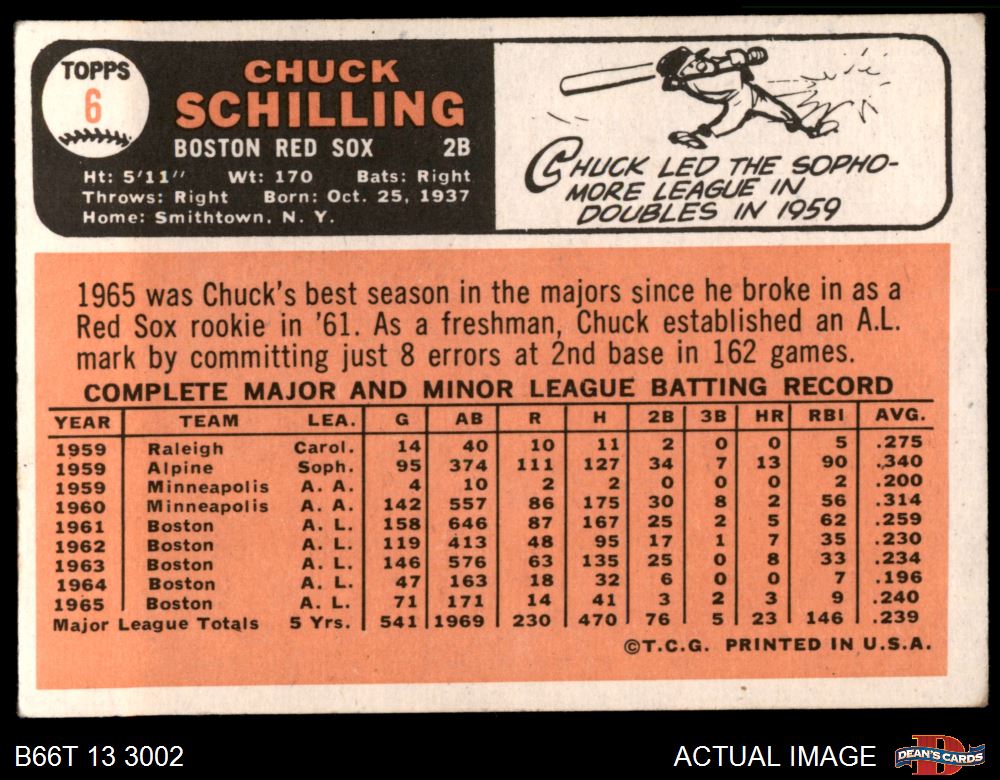 TOPPS
6
CHUCK
SCHILLING
BOSTON RED SOX 2B
Ht: 5'11" Wt: 170 Bats: Right
Throws: Right Born: Oct. 25, 1937
Home: Smithtown, N. Y.
CHUCK LED THE SOPHO-
MORE LEAGUE IN
DOUBLES IN 1959
1965 was Chuck's best season in the majors since he broke in as a
Red Sox rookie in '61. As a freshman, Chuck established an A.L.
mark by committing just 8 errors at 2nd base in 162 games.
COMPLETE MAJOR AND MINOR LEAGUE BATTING RECORD
YEAR TEAM LEA. G AB R H 2B 3B HR RBI AVG.
1959 Raleigh Carol. 14 40 10 11 2 0 0 5 .275
1959 Alpine Soph. 95 374 111 127 34 7 13 90 .340
1959 Minneapolis A. A. 4 10 2 2 0 0 0 2 .200
1960 Minneapolis A. A. 142 557 86 175 30 8 2 56 .314
1961 Boston A. L. 158 646 87 167 25 2 5 62 .259
1962 Boston A. L. 119 413 48 95 17 1 7 35 .230
1963 Boston A. L. 146 576 63 135 25 0 8 33 .234
1964 Boston A. L. 47 163 18 32 6 0 0 7 .196
1965 Boston A. L. 71 171 14 41 3 2 3 9 .240
Major League Totals 5 Yrs. 541 1969 230 470 76 5 23 146 .239
©T.C.G. PRINTED IN U.S.A.
B66T 13 3002 ACTUAL IMAGE DEAN'S CARDS